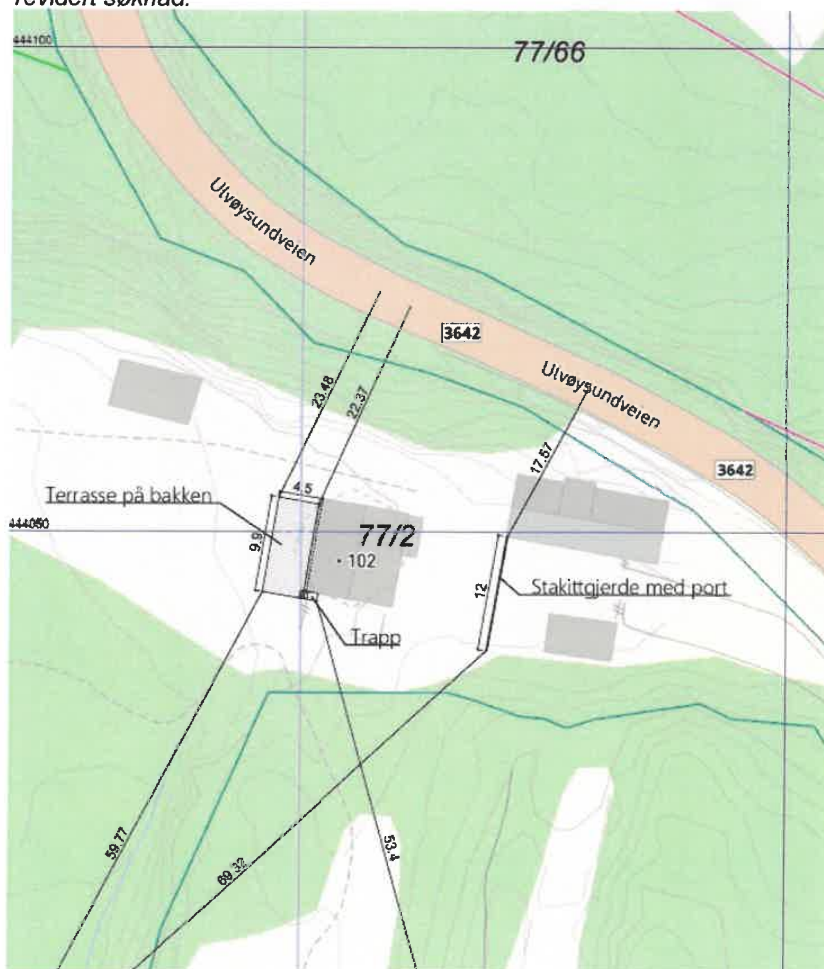 revidert søknad.
444100
77/66
Ulvøysundveien
3642
Ulvøysundveien
23.48
22.37
17.57
3642
4.5
Terrasse på bakken
444050
77/2
9.9
102
12
Stakittgjerde med port
Trapp
59.77
69.32
53.4